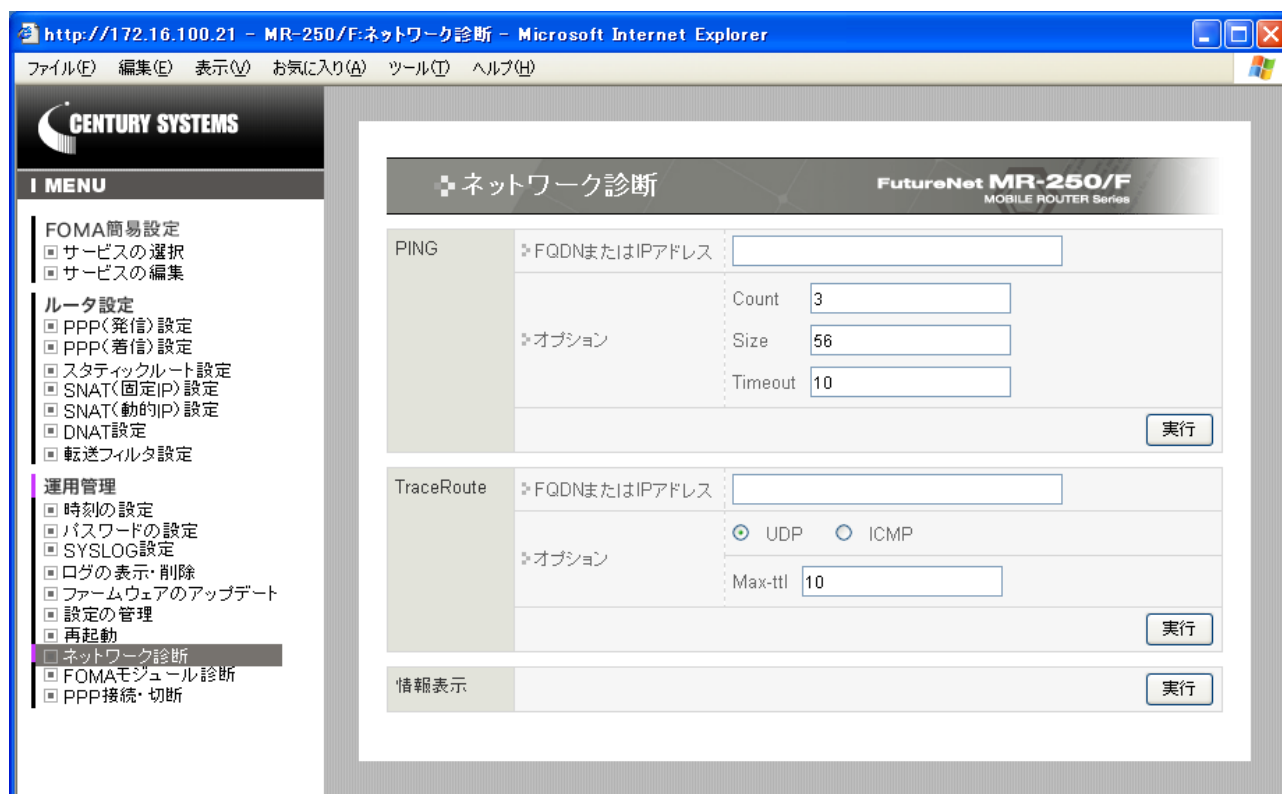 http://172.16.100.21 - MR-250/F:ネットワーク診断 - Microsoft Internet Explorer
ファイル(F) 編集(E) 表示(V) お気に入り(A) ツール(T) ヘルプ(H)
CENTURY SYSTEMS
MENU
FOMA簡易設定
サービスの選択
サービスの編集
ルータ設定
PPP(発信)設定
PPP(着信)設定
スタティックルート設定
SNAT(固定IP)設定
SNAT(動的IP)設定
DNAT設定
転送フィルタ設定
運用管理
時刻の設定
パスワードの設定
SYSLOG設定
ログの表示・削除
ファームウェアのアップデート
設定の管理
再起動
ネットワーク診断
FOMAモジュール診断
PPP接続・切断
ネットワーク診断
FutureNet MR-250/F
MOBILE ROUTER Series
PING
FQDNまたはIPアドレス
オプション
Count 3
Size 56
Timeout 10
実行
TraceRoute
FQDNまたはIPアドレス
オプション
UDP ICMP
Max-ttl 10
実行
情報表示
実行